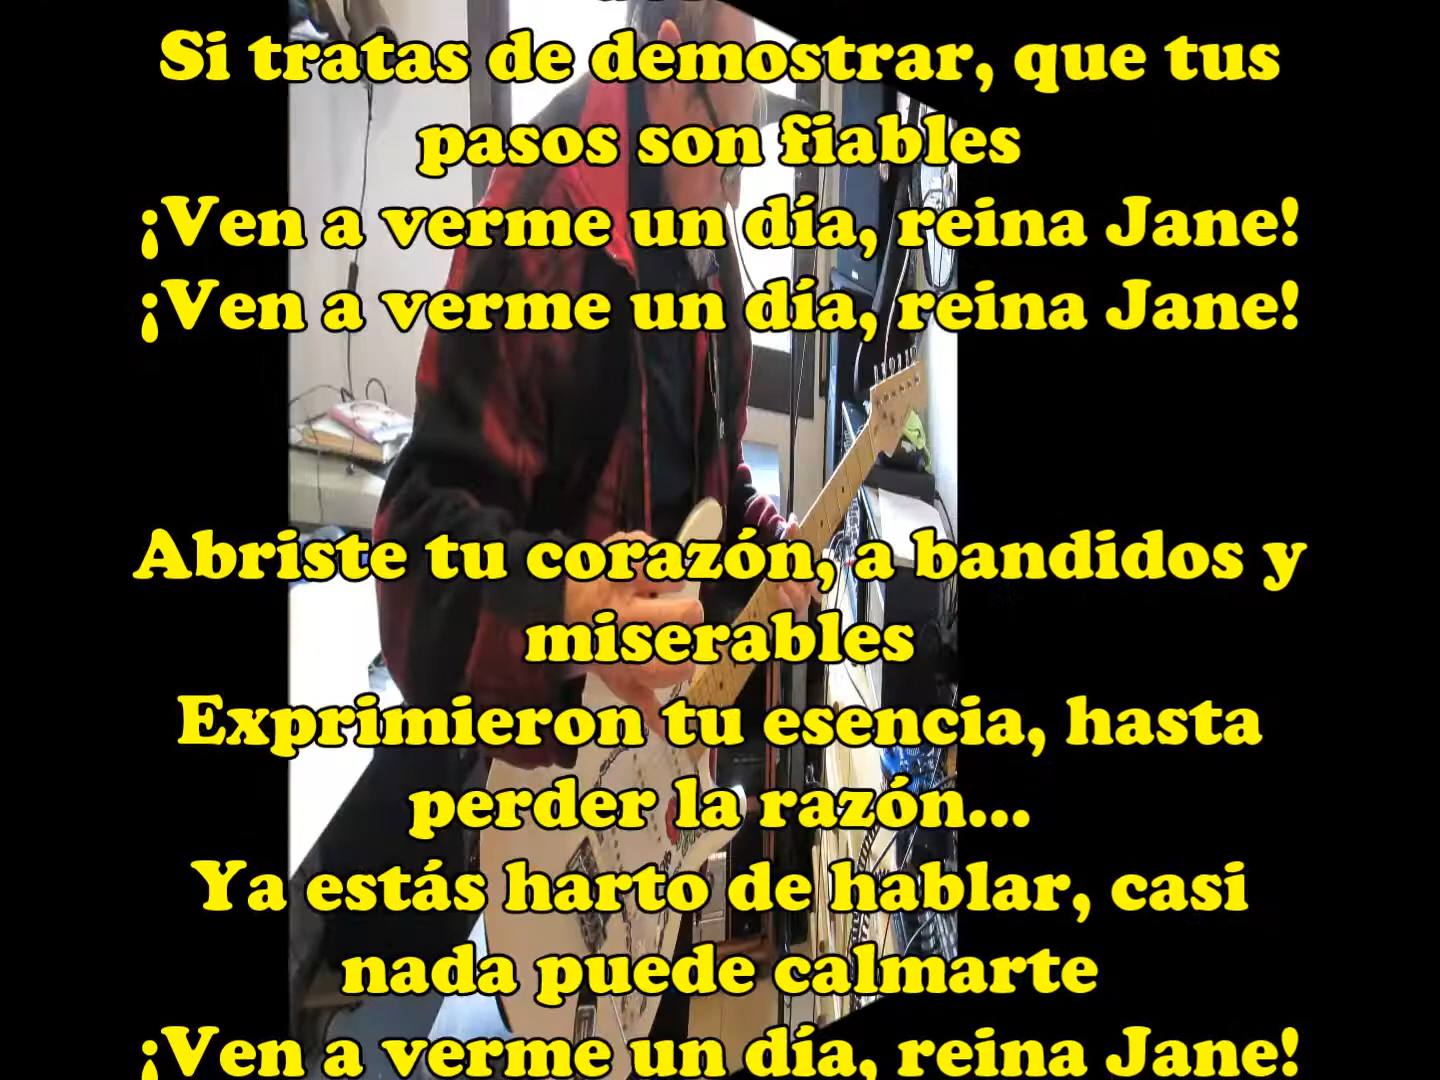 Si tratas de demostrar, que tus
pasos son fiables
¡Ven a verme un día, reina Jane!
¡Ven a verme un día, reina Jane!
Abriste tu corazón, a bandidos y
miserables
Exprimieron tu esencia, hasta
perder la razón...
Ya estás harto de hablar, casi
nada puede calmarte
¡Ven a verme un día, reina Jane!